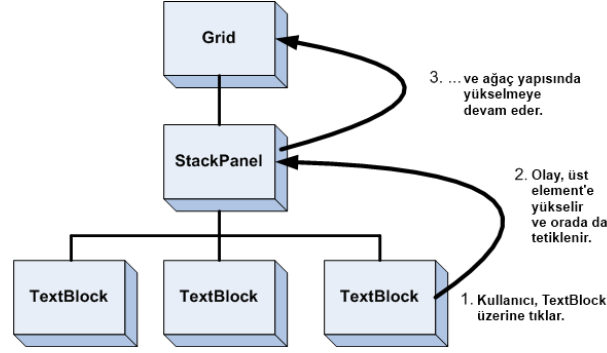 Grid
3. ... ve ağaç yapısında
yükselmeye
devam eder.
StackPanel
2. Olay, üst
element'e
yükselir
ve orada da
tetiklenir.
TextBlock
TextBlock
TextBlock
1. Kullanıcı, TextBlock
üzerine tıklar.